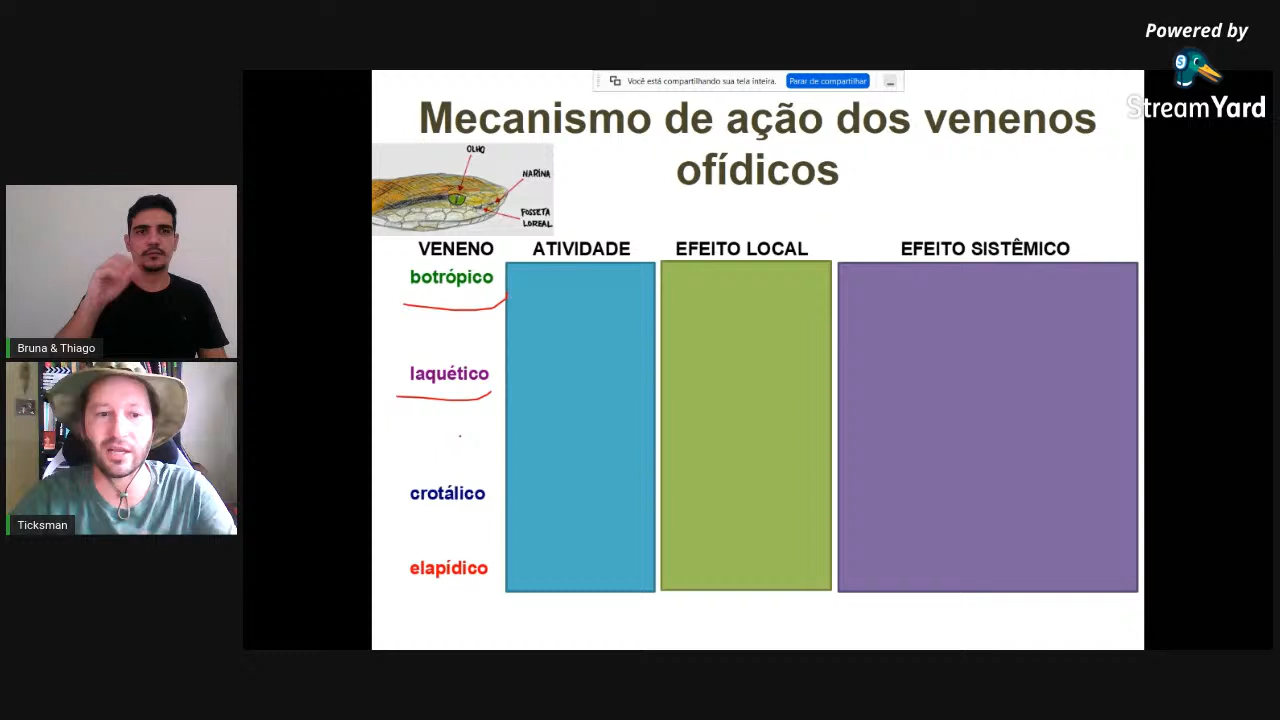 Powered by
StreamYard
Você está compartilhando sua tela inteira. Parar de compartilhar
Mecanismo de ação dos venenos
ofídicos
OLHO
NARINA
FOSSETA
LOREAL
VENENO ATIVIDADE EFEITO LOCAL EFEITO SISTÊMICO
botrópico
laquético
crotálico
elapídico
Bruna & Thiago
Ticksman